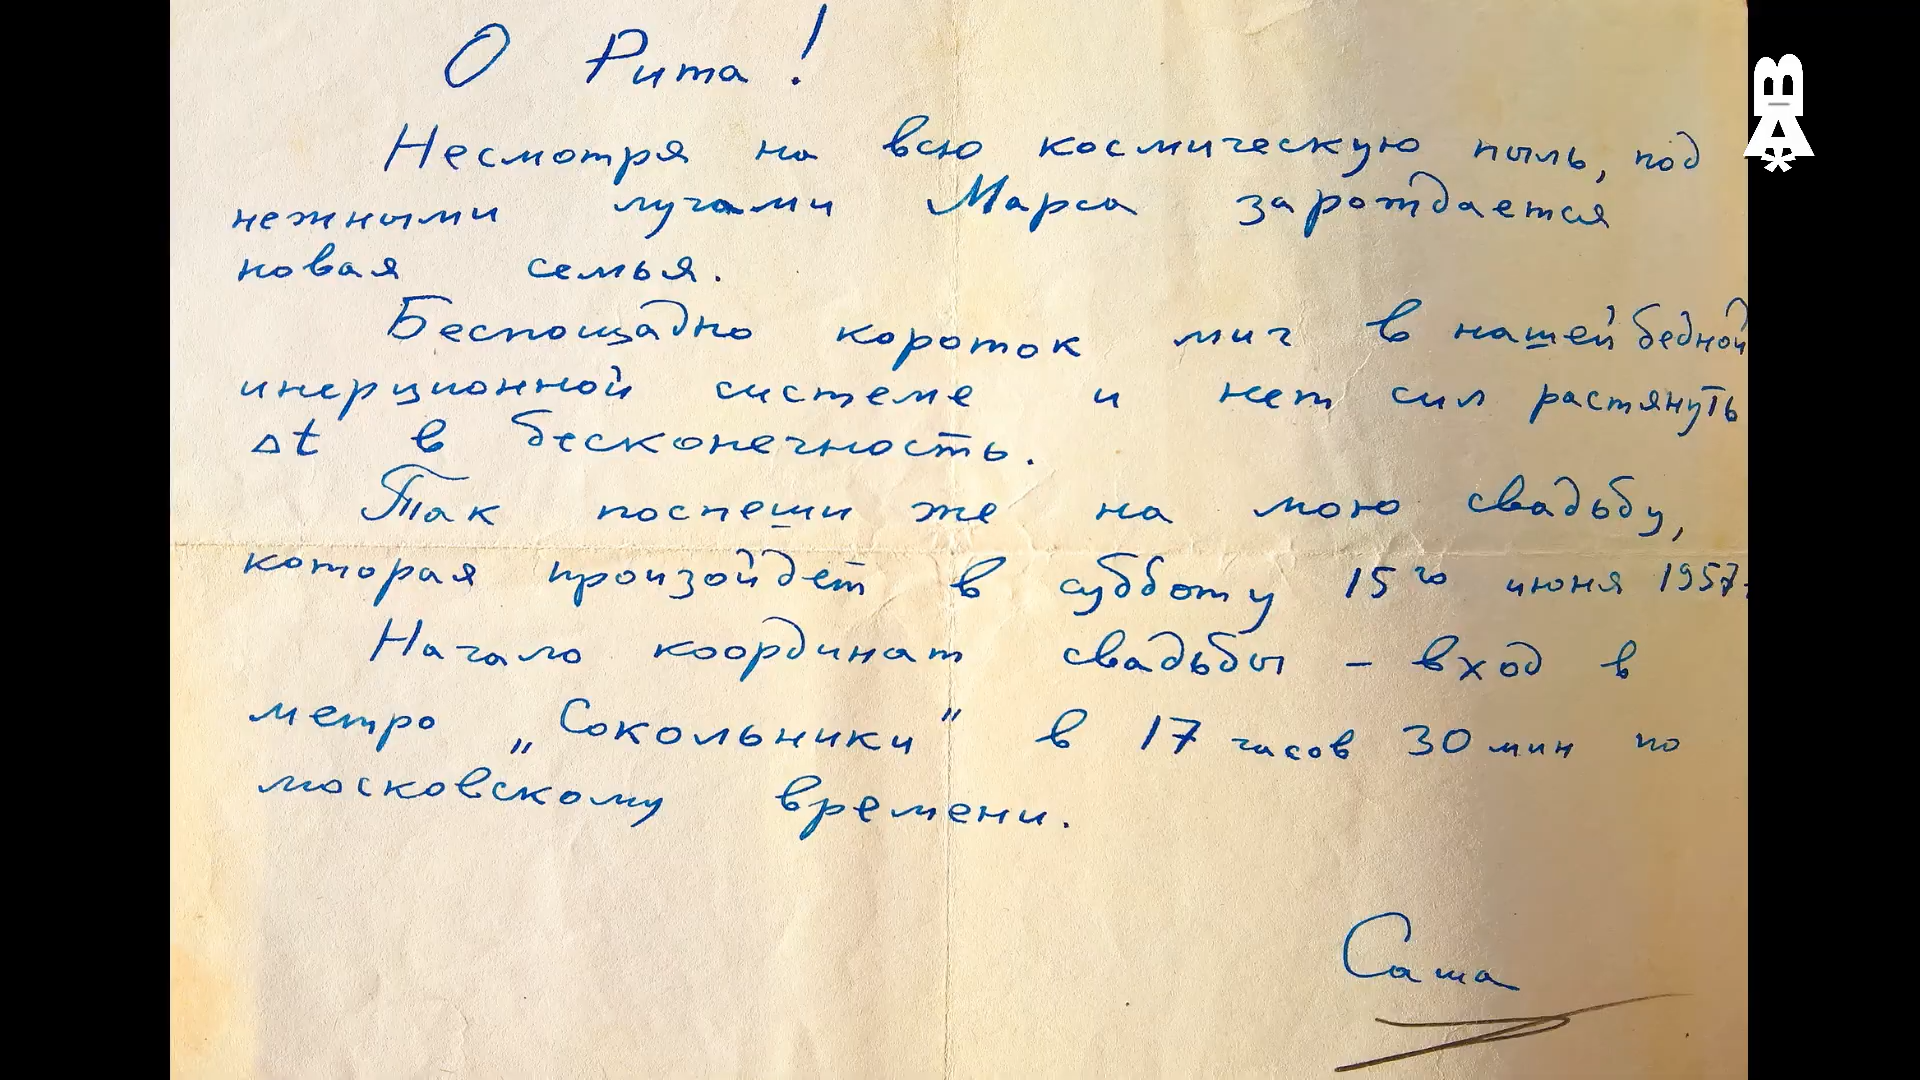 О Рита!
Несмотря на всю космическую пыль, под
нежными лучами Марса зарождается
новая семья.
Беспощадно короток миг в нашей бедной
инерционной системе и нет сил растянуть
Δt в бесконечность.
Так поспеши же на мою свадьбу,
которая произойдет в субботу 15го июня 1957.
Начало координат свадьбы – вход в
метро „Сокольники" в 17 часов 30 мин по
московскому времени.
Саша